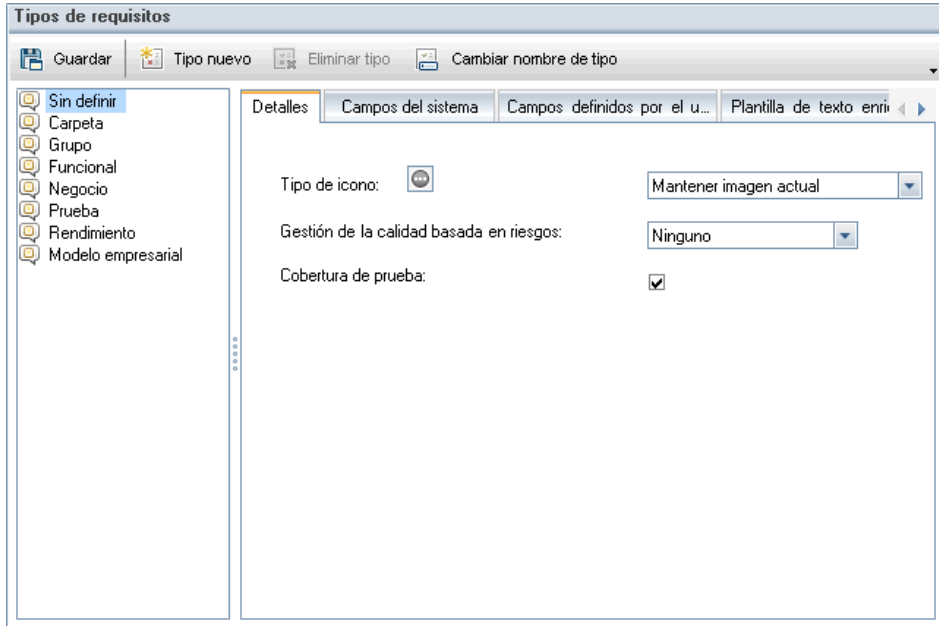 Tipos de requisitos
Guardar Tipo nuevo Eliminar tipo Cambiar nombre de tipo
Sin definir
Carpeta
Grupo
Funcional
Negocio
Prueba
Rendimiento
Modelo empresarial
Detalles Campos del sistema Campos definidos por el u... Plantilla de texto enri
Tipo de icono: Mantener imagen actual
Gestión de la calidad basada en riesgos: Ninguno
Cobertura de prueba: